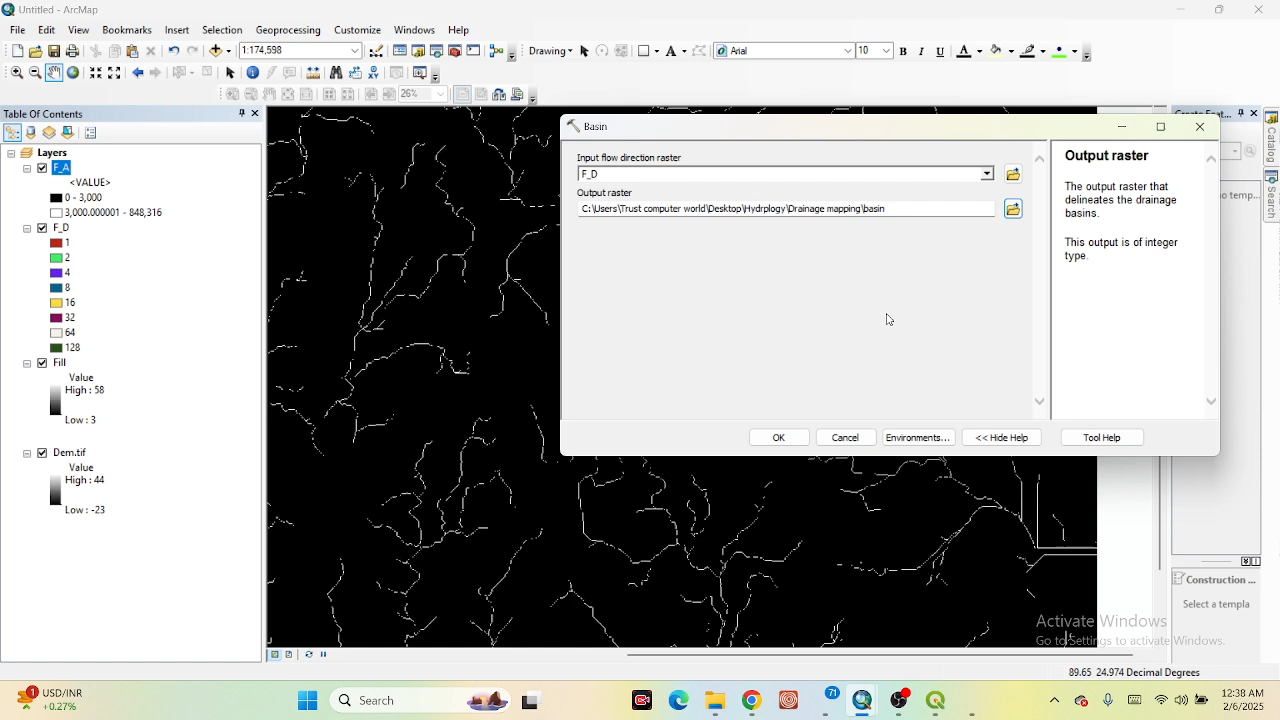 Untitled - ArcMap
File Edit View Bookmarks Insert Selection Geoprocessing Customize Windows Help
1:174,598 Drawing Arial 10 B I U A
26%
Table Of Contents
Layers
F_A
<VALUE>
0 - 3,000
3,000.000001 - 848,316
F_D
1
2
4
8
16
32
64
128
Fill
Value
High : 58
Low : 3
Dem.tif
Value
High : 44
Low : -23
Basin
Input flow direction raster
F_D
Output raster
C:\Users\Trust computer world\Desktop\Hydrplogy\Drainage mapping\basin
OK Cancel Environments... << Hide Help Tool Help
Output raster
The output raster that
delineates the drainage
basins.
This output is of integer
type.
Catalog
Search
Construction ...
Select a templa
Activate Windows
Go to Settings to activate Windows.
89.65 24.974 Decimal Degrees
1 USD/INR
+0.27%
Search
71
12:38 AM
2/6/2025